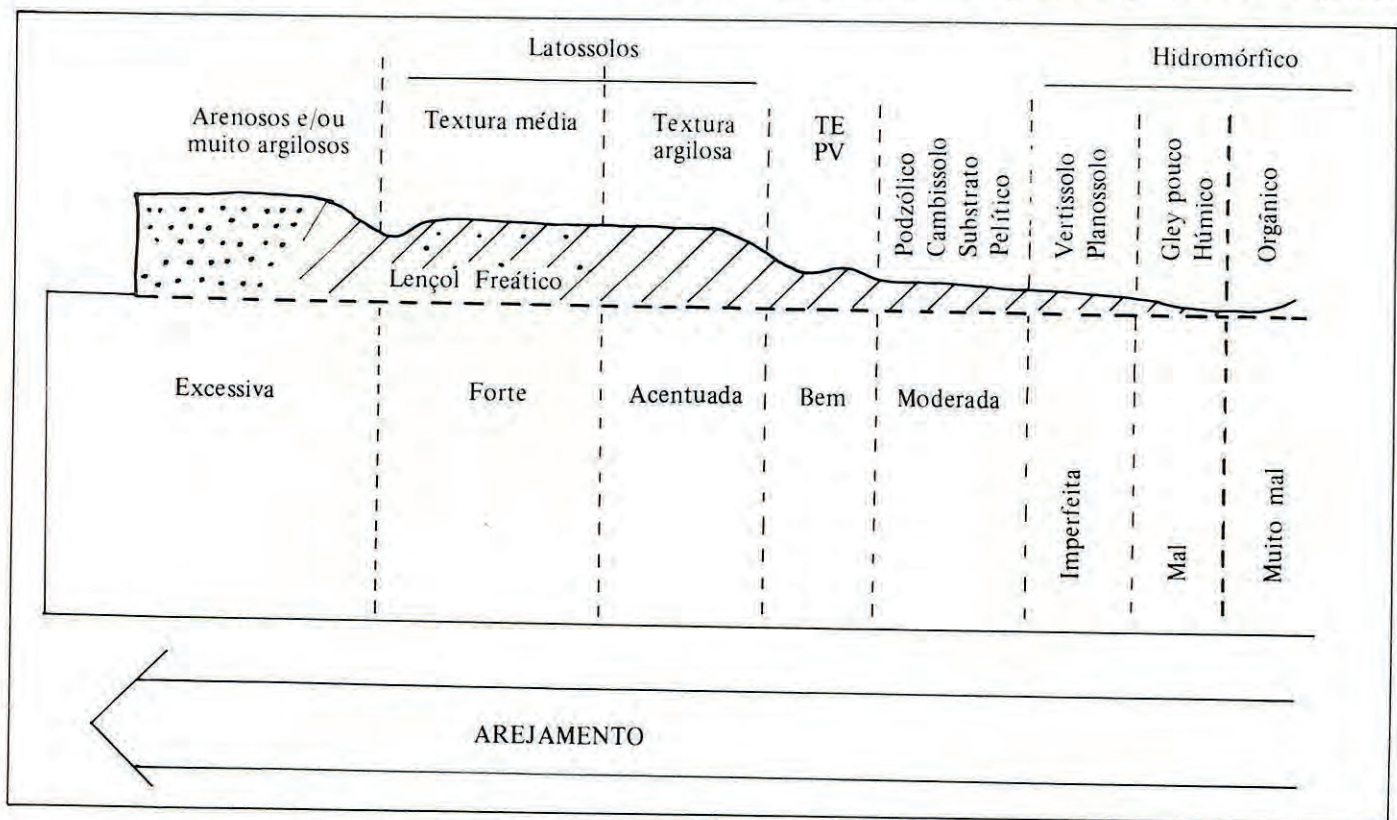 Latossolos
Hidromórfico
Arenosos e/ou
muito argilosos
Textura média
Textura
argilosa
TE
PV
Podzólico
Cambissolo
Substrato
Pelítico
Vertissolo
Planossolo
Gley pouco
Húmico
Orgânico
Lençol Freático
Excessiva
Forte
Acentuada
Bem
Moderada
Imperfeita
Mal
Muito mal
AREJAMENTO